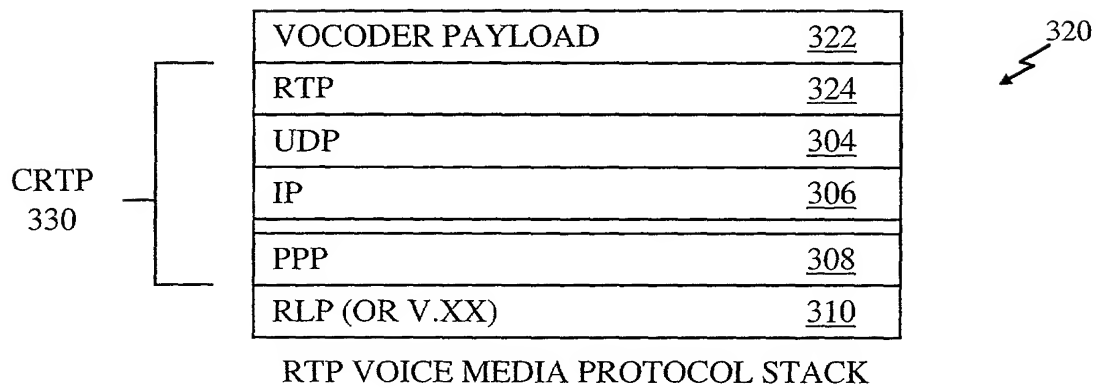 VOCODER PAYLOAD 322
320
RTP 324
UDP 304
CRTP
330
IP 306
PPP 308
RLP (OR V.XX) 310
RTP VOICE MEDIA PROTOCOL STACK